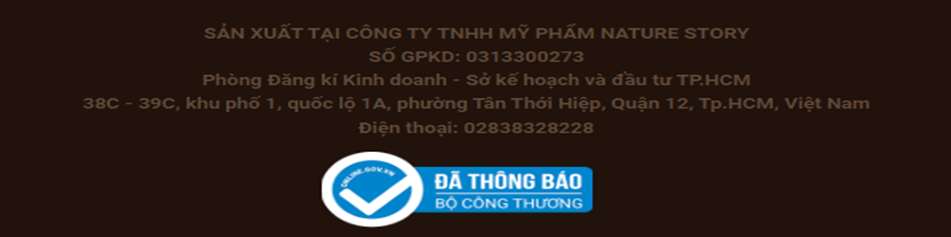 SẢN XUẤT TẠI CÔNG TY TNHH MỸ PHẨM NATURE STORY
SỐ GPKD: 0313300273
Phòng Đăng kí Kinh doanh - Sở kế hoạch và đầu tư TP.HCM
38C - 39C, khu phố 1, quốc lộ 1A, phường Tân Thới Hiệp, Quận 12, Tp.HCM, Việt Nam
Điện thoại: 02838328228
ONLINE.GOV.VN
ĐÃ THÔNG BÁO
BỘ CÔNG THƯƠNG